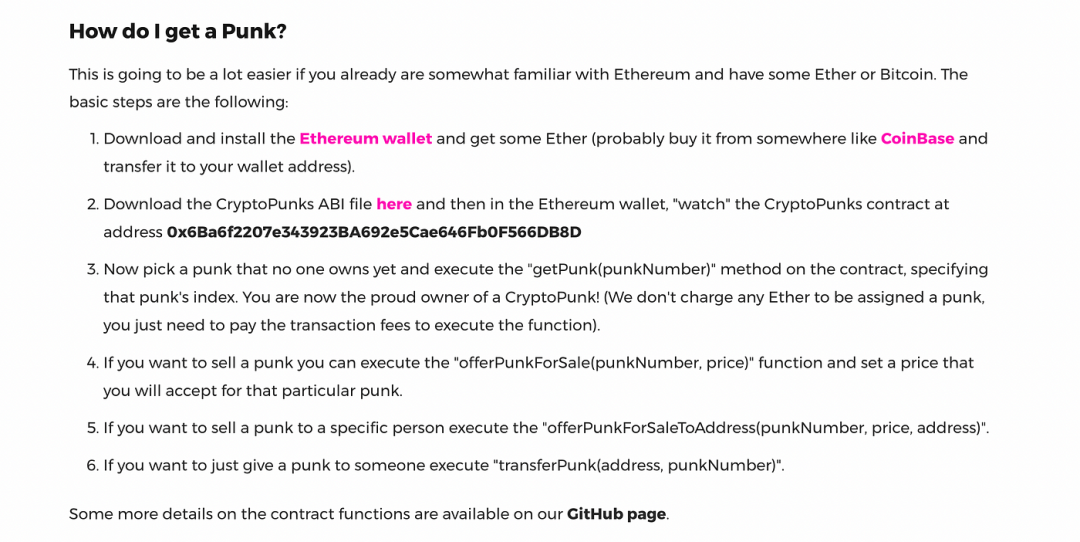 How do I get a Punk?
This is going to be a lot easier if you already are somewhat familiar with Ethereum and have some Ether or Bitcoin. The
basic steps are the following:
1. Download and install the Ethereum wallet and get some Ether (probably buy it from somewhere like CoinBase and
transfer it to your wallet address).
2. Download the CryptoPunks ABI file here and then in the Ethereum wallet, "watch" the CryptoPunks contract at
address 0x6Ba6f2207e343923BA692e5Cae646Fb0F566DB8D
3. Now pick a punk that no one owns yet and execute the "getPunk(punkNumber)" method on the contract, specifying
that punk's index. You are now the proud owner of a CryptoPunk! (We don't charge any Ether to be assigned a punk,
you just need to pay the transaction fees to execute the function).
4. If you want to sell a punk you can execute the "offerPunkForSale(punkNumber, price)" function and set a price that
you will accept for that particular punk.
5. If you want to sell a punk to a specific person execute the "offerPunkForSaleToAddress(punkNumber, price, address)".
6. If you want to just give a punk to someone execute "transferPunk(address, punkNumber)".
Some more details on the contract functions are available on our GitHub page.